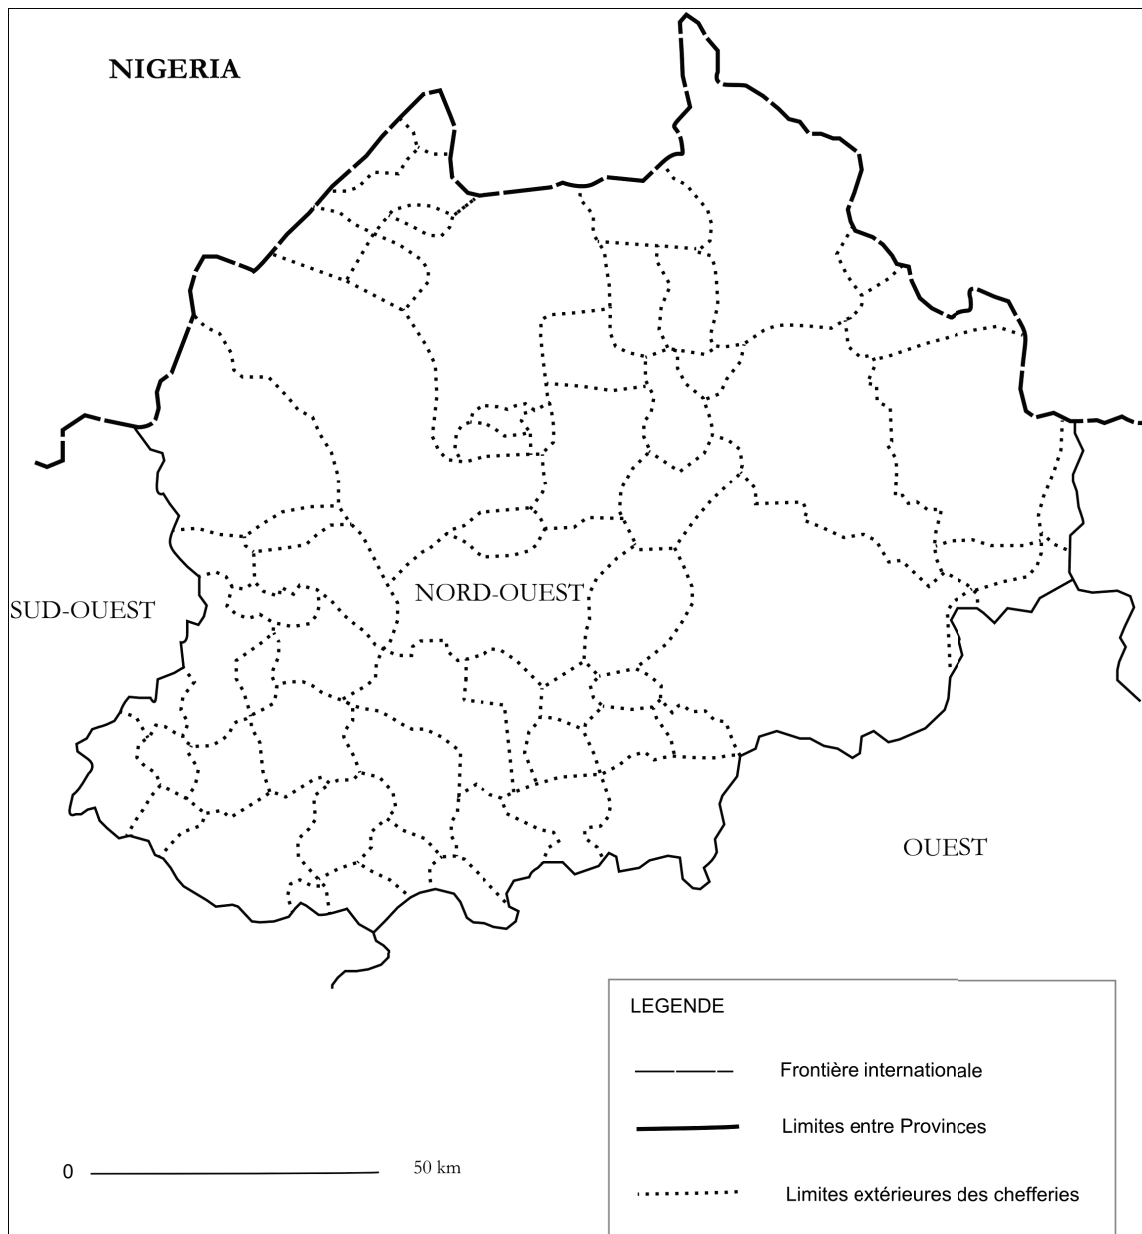 NIGERIA
NORD-OUEST
SUD-OUEST
OUEST
LEGENDE
Frontière internationale
Limites entre Provinces
0 50 km
Limites extérieures des chefferies